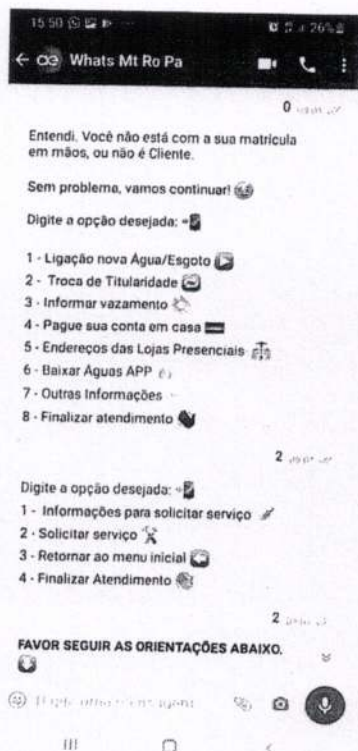 15:50
26%
Whats Mt Ro Pa
0
Entendi. Você não está com a sua matrícula
em mãos, ou não é Cliente.
Sem problema, vamos continuar!
Digite a opção desejada:
1 - Ligação nova Água/Esgoto
2 - Troca de Titularidade
3 - Informar vazamento
4 - Pague sua conta em casa
5 - Endereços das Lojas Presenciais
6 - Baixar Águas APP
7 - Outras Informações
8 - Finalizar atendimento
2
Digite a opção desejada:
1 - Informações para solicitar serviço
2 - Solicitar serviço
3 - Retornar ao menu inicial
4 - Finalizar Atendimento
2
FAVOR SEGUIR AS ORIENTAÇÕES ABAIXO.